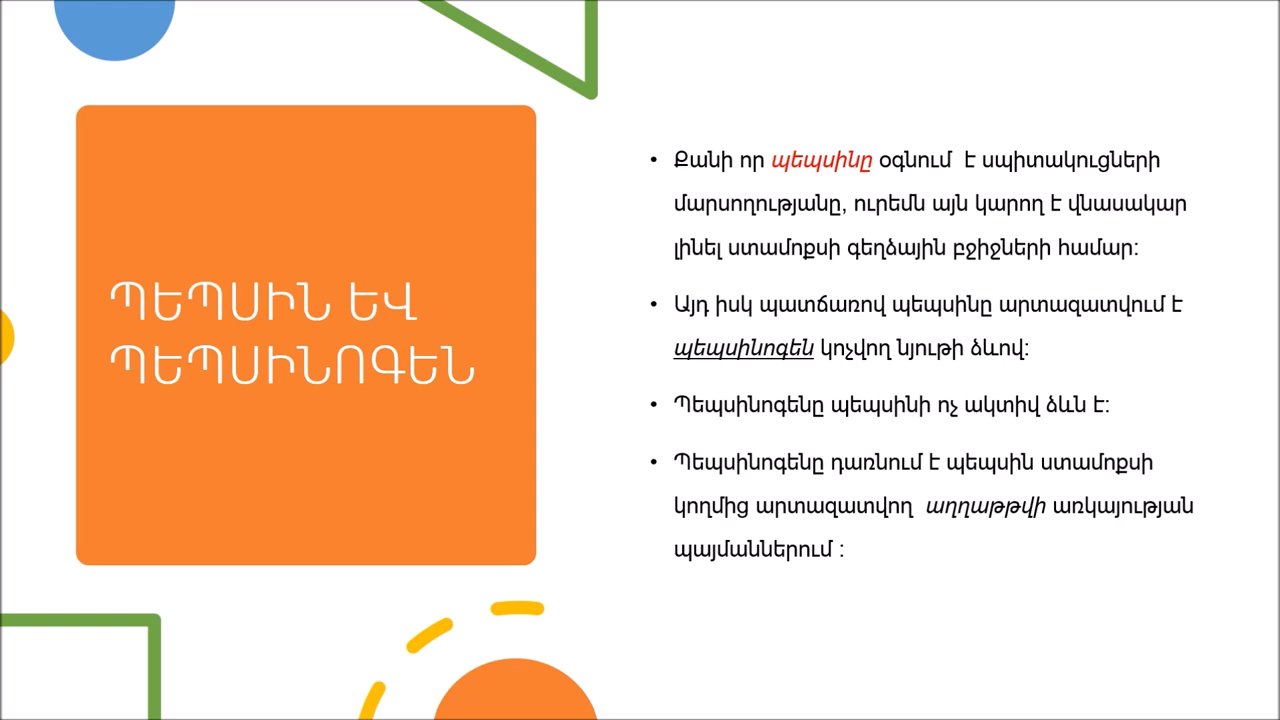 ՊԵՊՍԻՆ ԵՎ
ՊԵՊՍԻՆՈԳԵՆ
• Քանի որ պեպսինը օգնում է սպիտակուցների
մարսողությանը, ուրեմն այն կարող է վնասակար
լինել ստամոքսի գեղձային բջիջների համար:
• Այդ իսկ պատճառով պեպսինը արտազատվում է
պեպսինոգեն կոչվող նյութի ձևով:
• Պեպսինոգենը պեպսինի ոչ ակտիվ ձևն է:
• Պեպսինոգենը դառնում է պեպսին ստամոքսի
կողմից արտազատվող աղղաթթվի առկայության
պայմաններում :